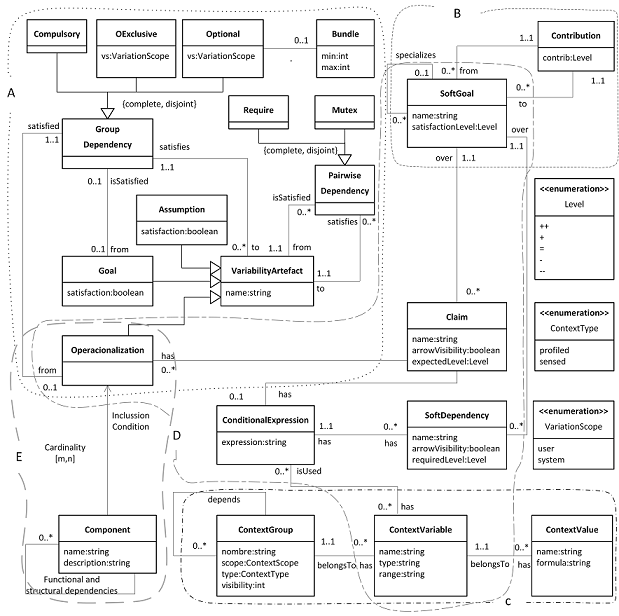 Compulsory
OExclusive
vs:VariationScope
Optional
vs:VariationScope
0..1
Bundle
min:int
max:int
A
B
Contribution
contrib:Level
1..1
0..*
from
1..1
0..*
to
specializes
0..1
0..*
SoftGoal
name:string
satisfactionLevel:Level
over
1..1
over
1..1
{complete, disjoint}
Require
Mutex
{complete, disjoint}
satisfied
1..1
Group
Dependency
satisfies
1..1
0..1
isSatisfied
Pairwise
Dependency
isSatisfied
0..*
satisfies
0..*
<<enumeration>>
Level
++
+
=
-
--
Assumption
satisfaction:boolean
0..1
from
0..*
to
1..1
from
Goal
satisfaction:boolean
VariabilityArtefact
name:string
1..1
to
0..*
Claim
name:string
arrowVisibility:boolean
expectedLevel:Level
<<enumeration>>
ContextType
profiled
sensed
Operacionalization
has
0..*
from
0..1
0..1
has
Inclussion
Condition
ConditionalExpression
expression:string
1..1
has
0..*
has
SoftDependency
name:string
arrowVisibility:boolean
requiredLevel:Level
0..*
<<enumeration>>
VariationScope
user
system
D
Cardinality
[m,n]
E
0..*
isUsed
depends
0..*
has
Component
name:string
description:string
0..*
Functional and
structural dependencies
0..*
ContextGroup
nombre:string
scope:ContextScope
type:ContextType
visibility:int
1..1
belongsTo
0..*
has
ContextVariable
name:string
type:string
range:string
1..1
belongsTo
0..*
has
ContextValue
name:string
formula:string
C